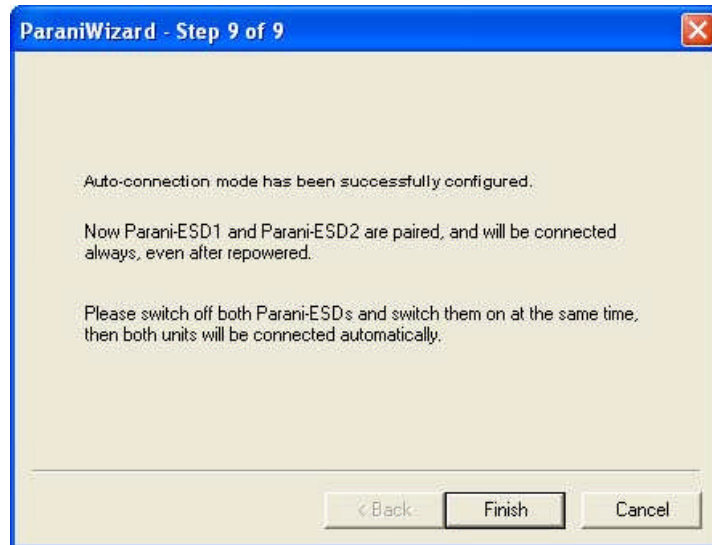 ParaniWizard - Step 9 of 9
Auto-connection mode has been successfully configured.
Now Parani-ESD1 and Parani-ESD2 are paired, and will be connected
always, even after repowered.
Please switch off both Parani-ESDs and switch them on at the same time,
then both units will be connected automatically.
< Back
Finish
Cancel